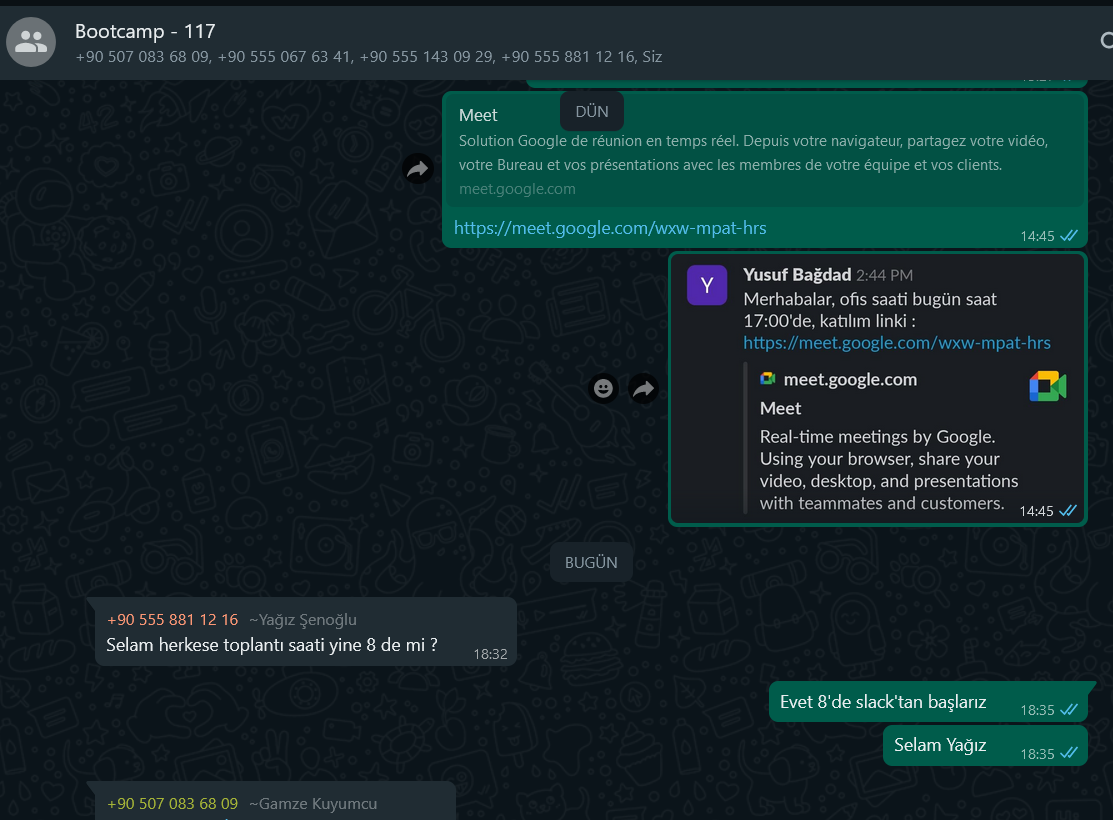 Bootcamp - 117
+90 507 083 68 09, +90 555 067 63 41, +90 555 143 09 29, +90 555 881 12 16, Siz
DÜN
Meet
Solution Google de réunion en temps réel. Depuis votre navigateur, partagez votre vidéo,
votre Bureau et vos présentations avec les membres de votre équipe et vos clients.
meet.google.com
https://meet.google.com/wxw-mpat-hrs
14:45
Y
Yusuf Bağdad 2:44 PM
Merhabalar, ofis saati bugün saat
17:00'de, katılım linki :
https://meet.google.com/wxw-mpat-hrs
meet.google.com
Meet
Real-time meetings by Google.
Using your browser, share your
video, desktop, and presentations
with teammates and customers.
14:45
BUGÜN
+90 555 881 12 16 ~Yağız Şenoğlu
Selam herkese toplantı saati yine 8 de mi ?
18:32
Evet 8'de slack'tan başlarız
18:35
Selam Yağız
18:35
+90 507 083 68 09 ~Gamze Kuyumcu